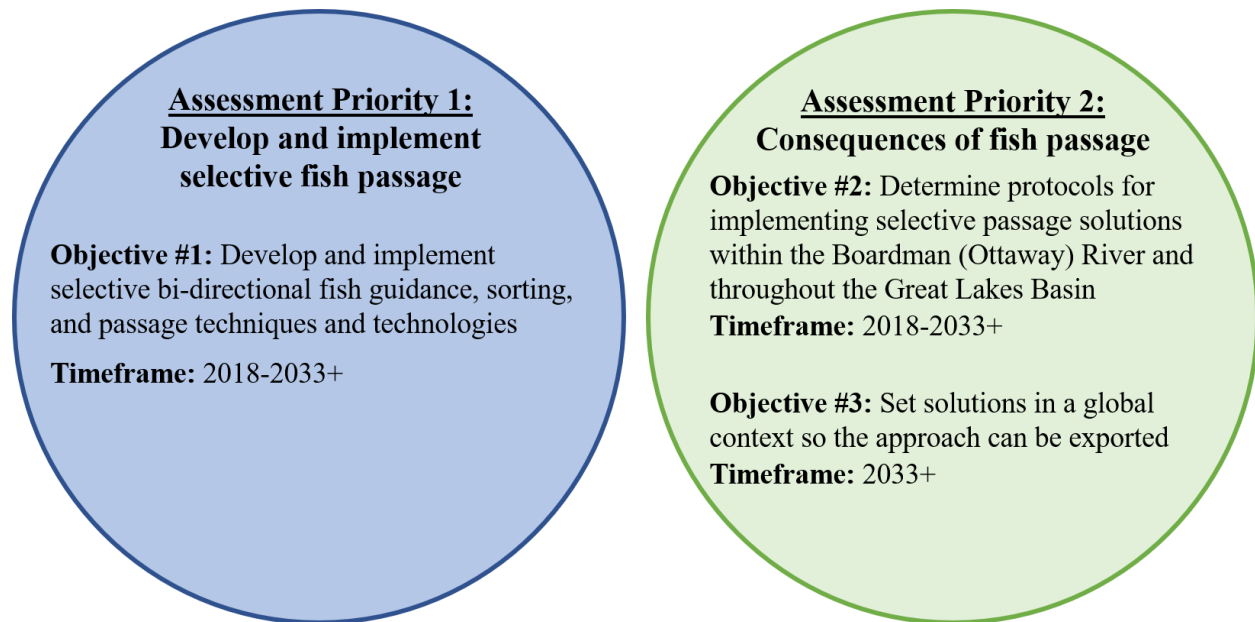 Assessment Priority 1:
Develop and implement
selective fish passage
Objective #1: Develop and implement
selective bi-directional fish guidance, sorting,
and passage techniques and technologies
Timeframe: 2018-2033+
Assessment Priority 2:
Consequences of fish passage
Objective #2: Determine protocols for
implementing selective passage solutions
within the Boardman (Ottaway) River and
throughout the Great Lakes Basin
Timeframe: 2018-2033+
Objective #3: Set solutions in a global
context so the approach can be exported
Timeframe: 2033+